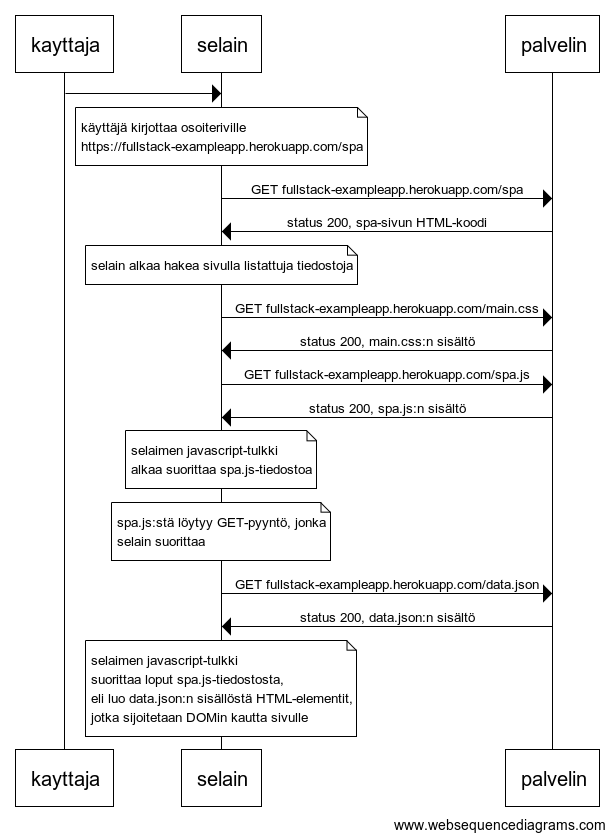 kayttaja
selain
palvelin
käyttäjä kirjottaa osoiteriville
https://fullstack-exampleapp.herokuapp.com/spa
GET fullstack-exampleapp.herokuapp.com/spa
status 200, spa-sivun HTML-koodi
selain alkaa hakea sivulla listattuja tiedostoja
GET fullstack-exampleapp.herokuapp.com/main.css
status 200, main.css:n sisältö
GET fullstack-exampleapp.herokuapp.com/spa.js
status 200, spa.js:n sisältö
selaimen javascript-tulkki
alkaa suorittaa spa.js-tiedostoa
spa.js:stä löytyy GET-pyyntö, jonka
selain suorittaa
GET fullstack-exampleapp.herokuapp.com/data.json
status 200, data.json:n sisältö
selaimen javascript-tulkki
suorittaa loput spa.js-tiedostosta,
eli luo data.json:n sisällöstä HTML-elementit,
jotka sijoitetaan DOMin kautta sivulle
kayttaja
selain
palvelin
www.websequencediagrams.com